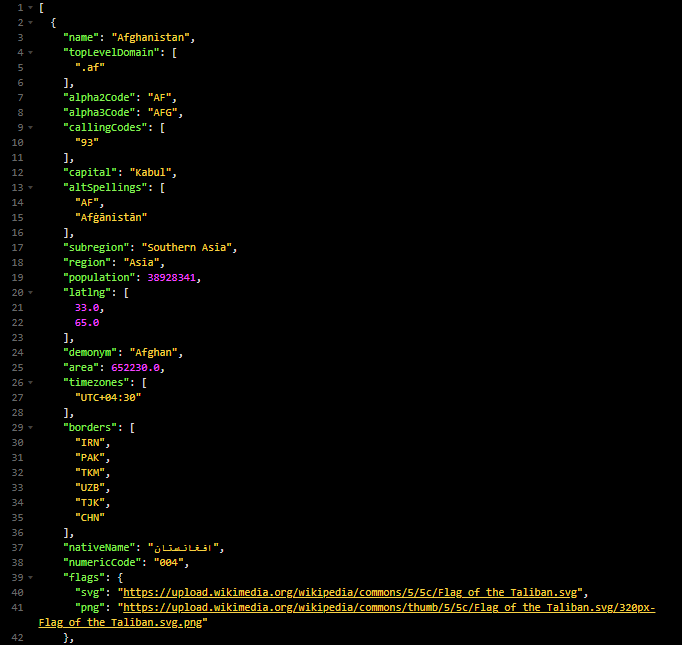 1 [
2 {
3 "name": "Afghanistan",
4 "topLevelDomain": [
5 ".af"
6 ],
7 "alpha2Code": "AF",
8 "alpha3Code": "AFG",
9 "callingCodes": [
10 "93"
11 ],
12 "capital": "Kabul",
13 "altSpellings": [
14 "AF",
15 "Afġānistān"
16 ],
17 "subregion": "Southern Asia",
18 "region": "Asia",
19 "population": 38928341,
20 "latlng": [
21 33.0,
22 65.0
23 ],
24 "demonym": "Afghan",
25 "area": 652230.0,
26 "timezones": [
27 "UTC+04:30"
28 ],
29 "borders": [
30 "IRN",
31 "PAK",
32 "TKM",
33 "UZB",
34 "TJK",
35 "CHN"
36 ],
37 "nativeName": "افغانستان",
38 "numericCode": "004",
39 "flags": {
40 "svg": "https://upload.wikimedia.org/wikipedia/commons/5/5c/Flag_of_the_Taliban.svg",
41 "png": "https://upload.wikimedia.org/wikipedia/commons/thumb/5/5c/Flag_of_the_Taliban.svg/320px-
Flag_of_the_Taliban.svg.png"
42 },